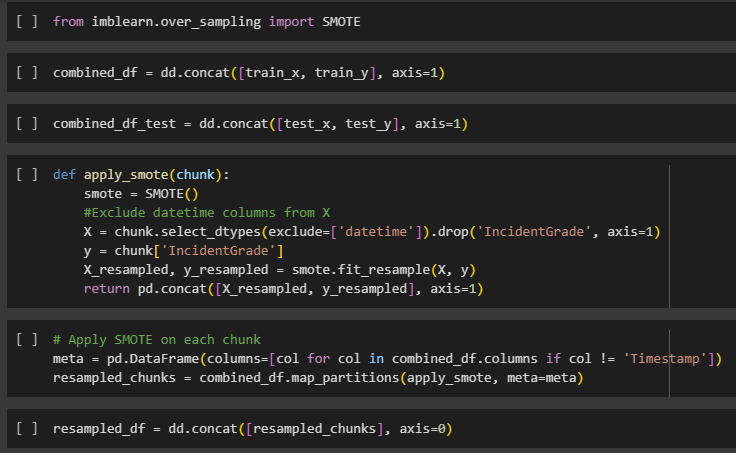 [ ] from imblearn.over_sampling import SMOTE
[ ] combined_df = dd.concat([train_x, train_y], axis=1)
[ ] combined_df_test = dd.concat([test_x, test_y], axis=1)
[ ] def apply_smote(chunk):
    smote = SMOTE()
    #Exclude datetime columns from X
    X = chunk.select_dtypes(exclude=['datetime']).drop('IncidentGrade', axis=1)
    y = chunk['IncidentGrade']
    X_resampled, y_resampled = smote.fit_resample(X, y)
    return pd.concat([X_resampled, y_resampled], axis=1)
[ ] # Apply SMOTE on each chunk
meta = pd.DataFrame(columns=[col for col in combined_df.columns if col != 'Timestamp'])
resampled_chunks = combined_df.map_partitions(apply_smote, meta=meta)
[ ] resampled_df = dd.concat([resampled_chunks], axis=0)